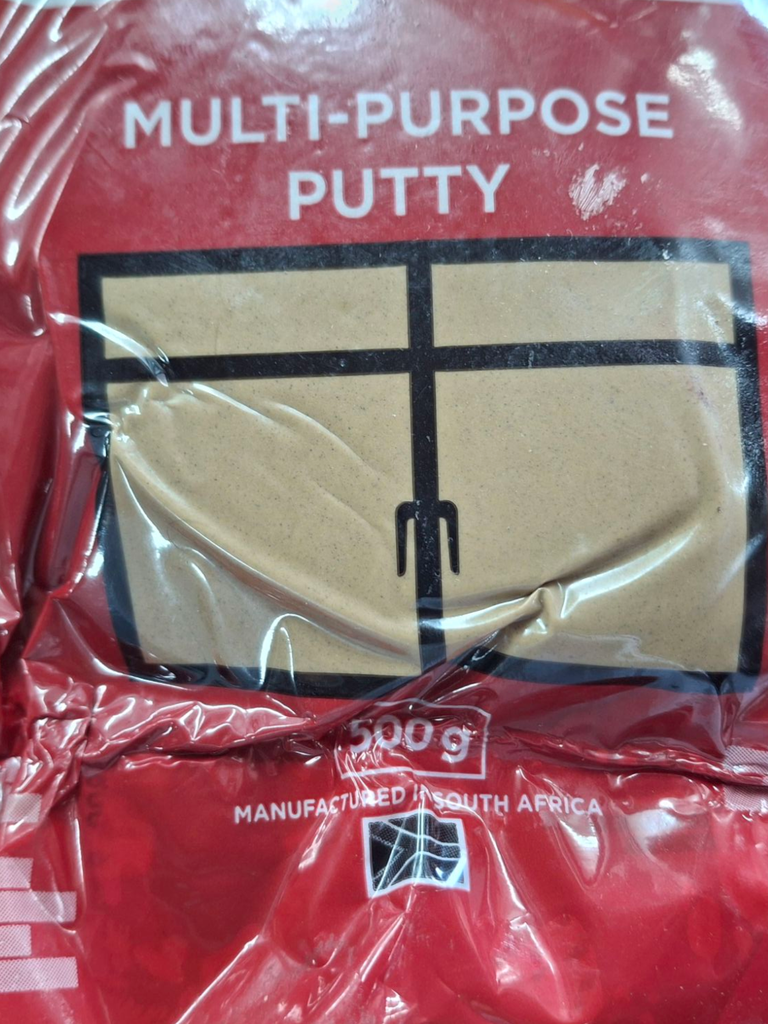 MULTI-PURPOSE
PUTTY
500g
MANUFACTURED IN SOUTH AFRICA